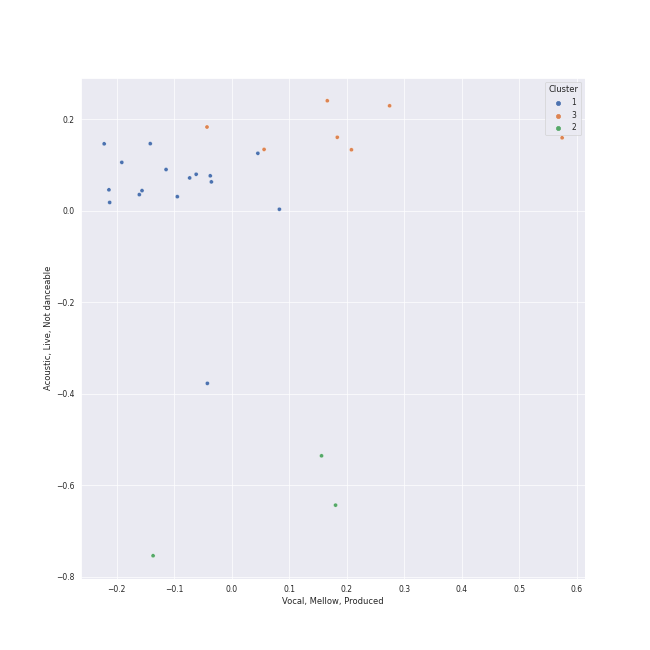 Cluster
1
3
2
0.2
0.0
−0.2
−0.4
−0.6
−0.8
Acoustic, Live, Not danceable
−0.2 −0.1 0.0 0.1 0.2 0.3 0.4 0.5 0.6
Vocal, Mellow, Produced